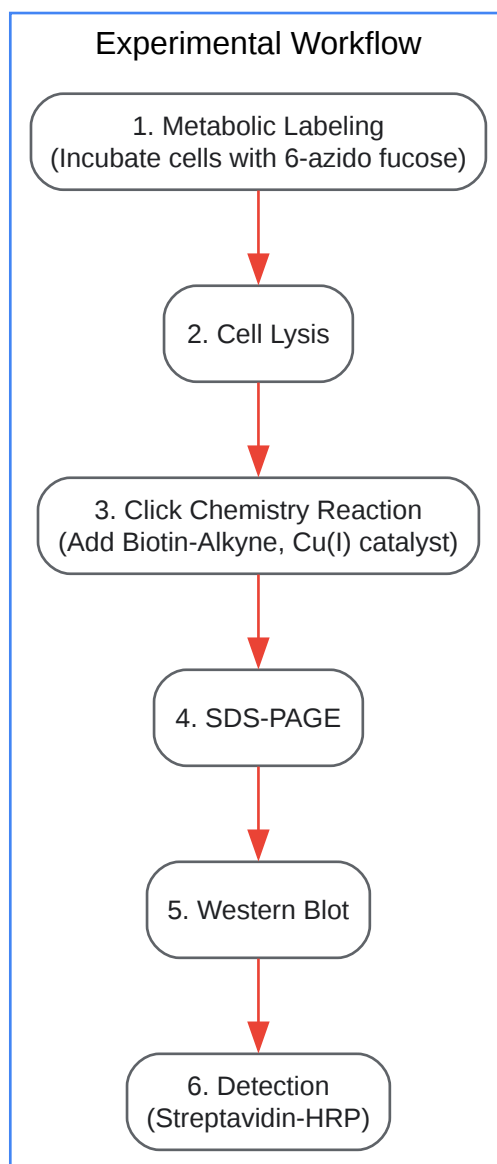 Experimental Workflow
1. Metabolic Labeling
(Incubate cells with 6-azido fucose)
2. Cell Lysis
3. Click Chemistry Reaction
(Add Biotin-Alkyne, Cu(I) catalyst)
4. SDS-PAGE
5. Western Blot
6. Detection
(Streptavidin-HRP)